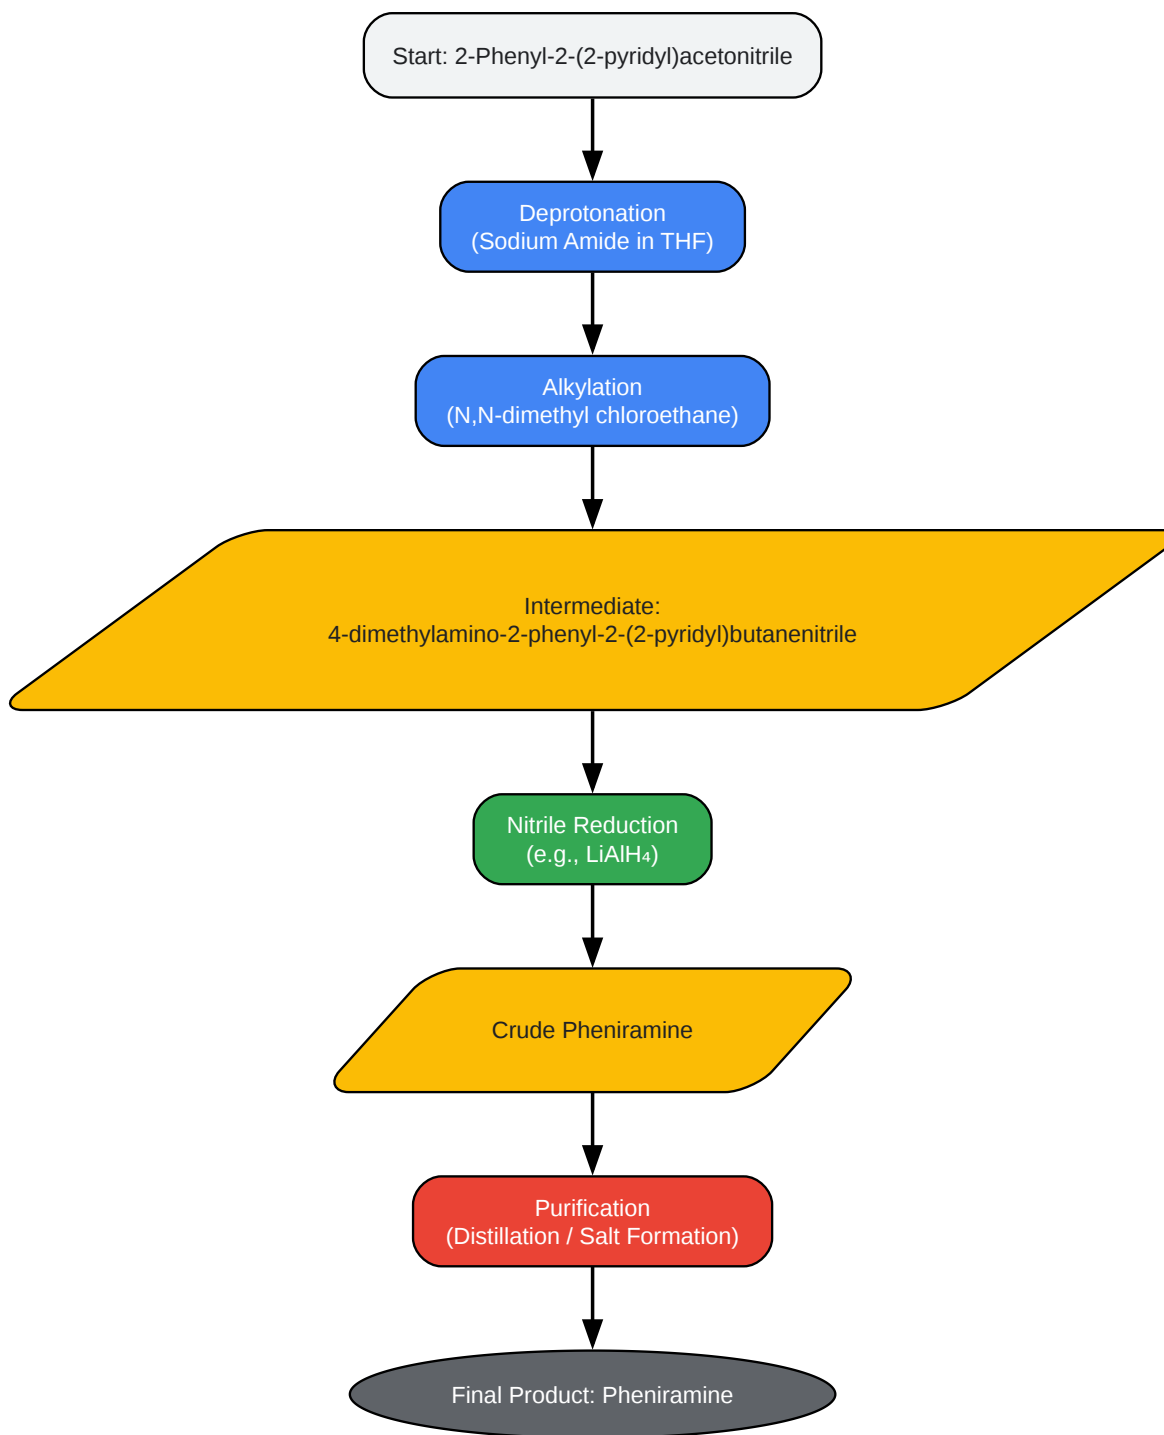 Start: 2-Phenyl-2-(2-pyridyl)acetonitrile
Deprotonation
(Sodium Amide in THF)
Alkylation
(N,N-dimethyl chloroethane)
Intermediate:
4-dimethylamino-2-phenyl-2-(2-pyridyl)butanenitrile
Nitrile Reduction
(e.g., LiAlH₄)
Crude Pheniramine
Purification
(Distillation / Salt Formation)
Final Product: Pheniramine